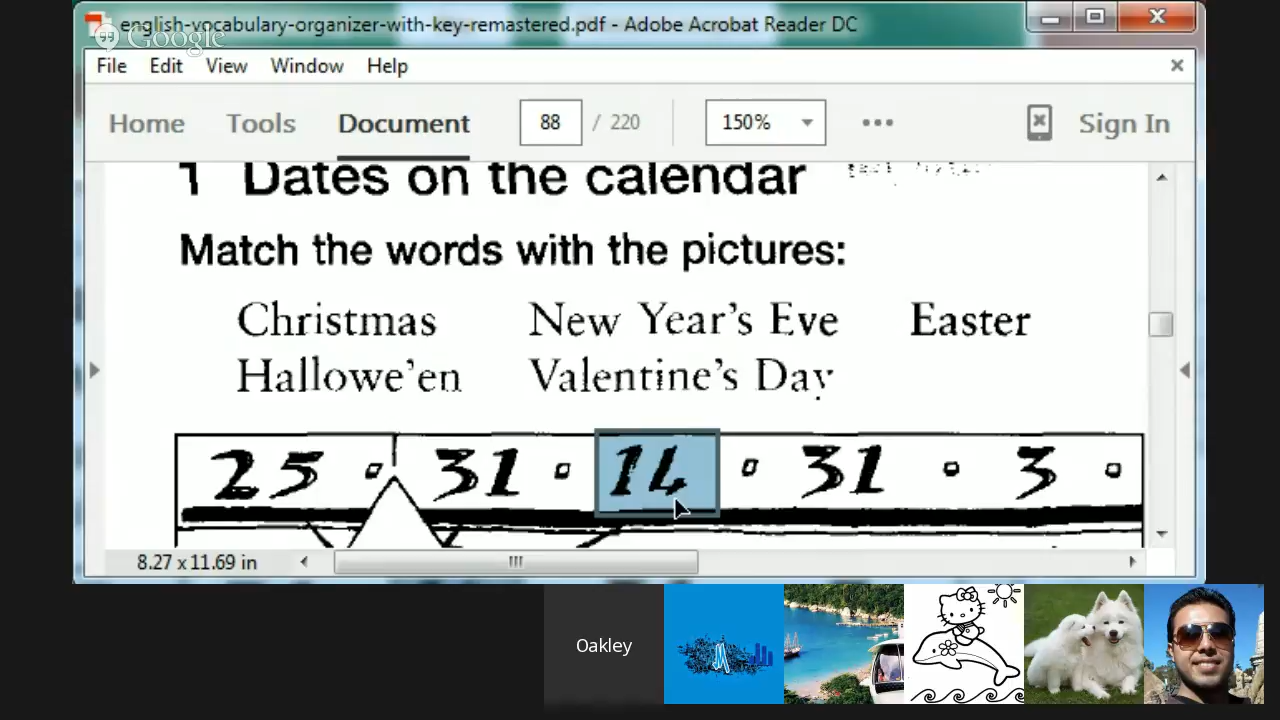 english-vocabulary-organizer-with-key-remastered.pdf - Adobe Acrobat Reader DC
Google
File Edit View Window Help
Home Tools Document 88 / 220 150% Sign In
1 Dates on the calendar
Match the words with the pictures:
Christmas New Year's Eve Easter
Hallowe'en Valentine's Day
25 31 14 31 3
8.27 x 11.69 in
Oakley